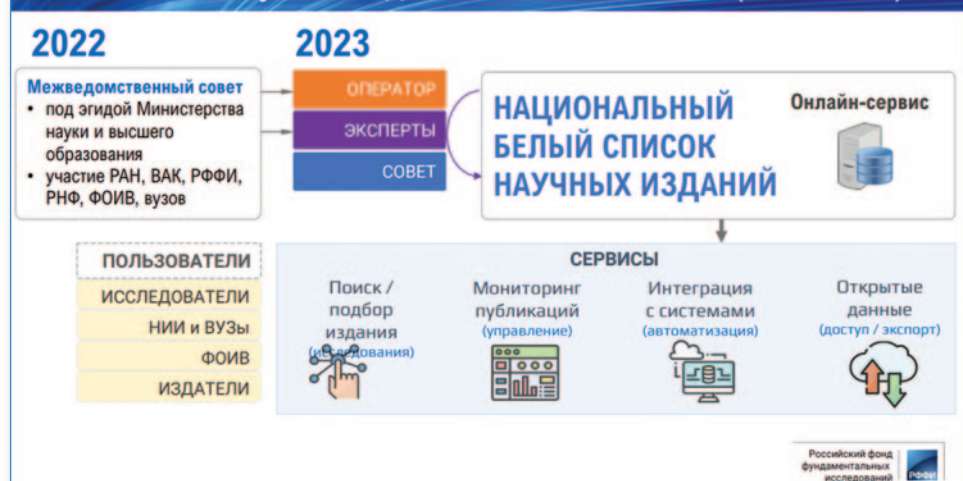 2022
2023
Межведомственный совет
• под эгидой Министерства
науки и высшего
образования
• участие РАН, ВАК, РФФИ,
РНФ, ФОИВ, вузов
ОПЕРАТОР
ЭКСПЕРТЫ
СОВЕТ
НАЦИОНАЛЬНЫЙ
БЕЛЫЙ СПИСОК
НАУЧНЫХ ИЗДАНИЙ
Онлайн-сервис
ПОЛЬЗОВАТЕЛИ
ИССЛЕДОВАТЕЛИ
НИИ и ВУЗы
ФОИВ
ИЗДАТЕЛИ
СЕРВИСЫ
Поиск /
подбор
издания
(исследования)
Мониторинг
публикаций
(управление)
Интеграция
с системами
(автоматизация)
Открытые
данные
(доступ / экспорт)
Российский фонд
фундаментальных
исследований
РФФИ